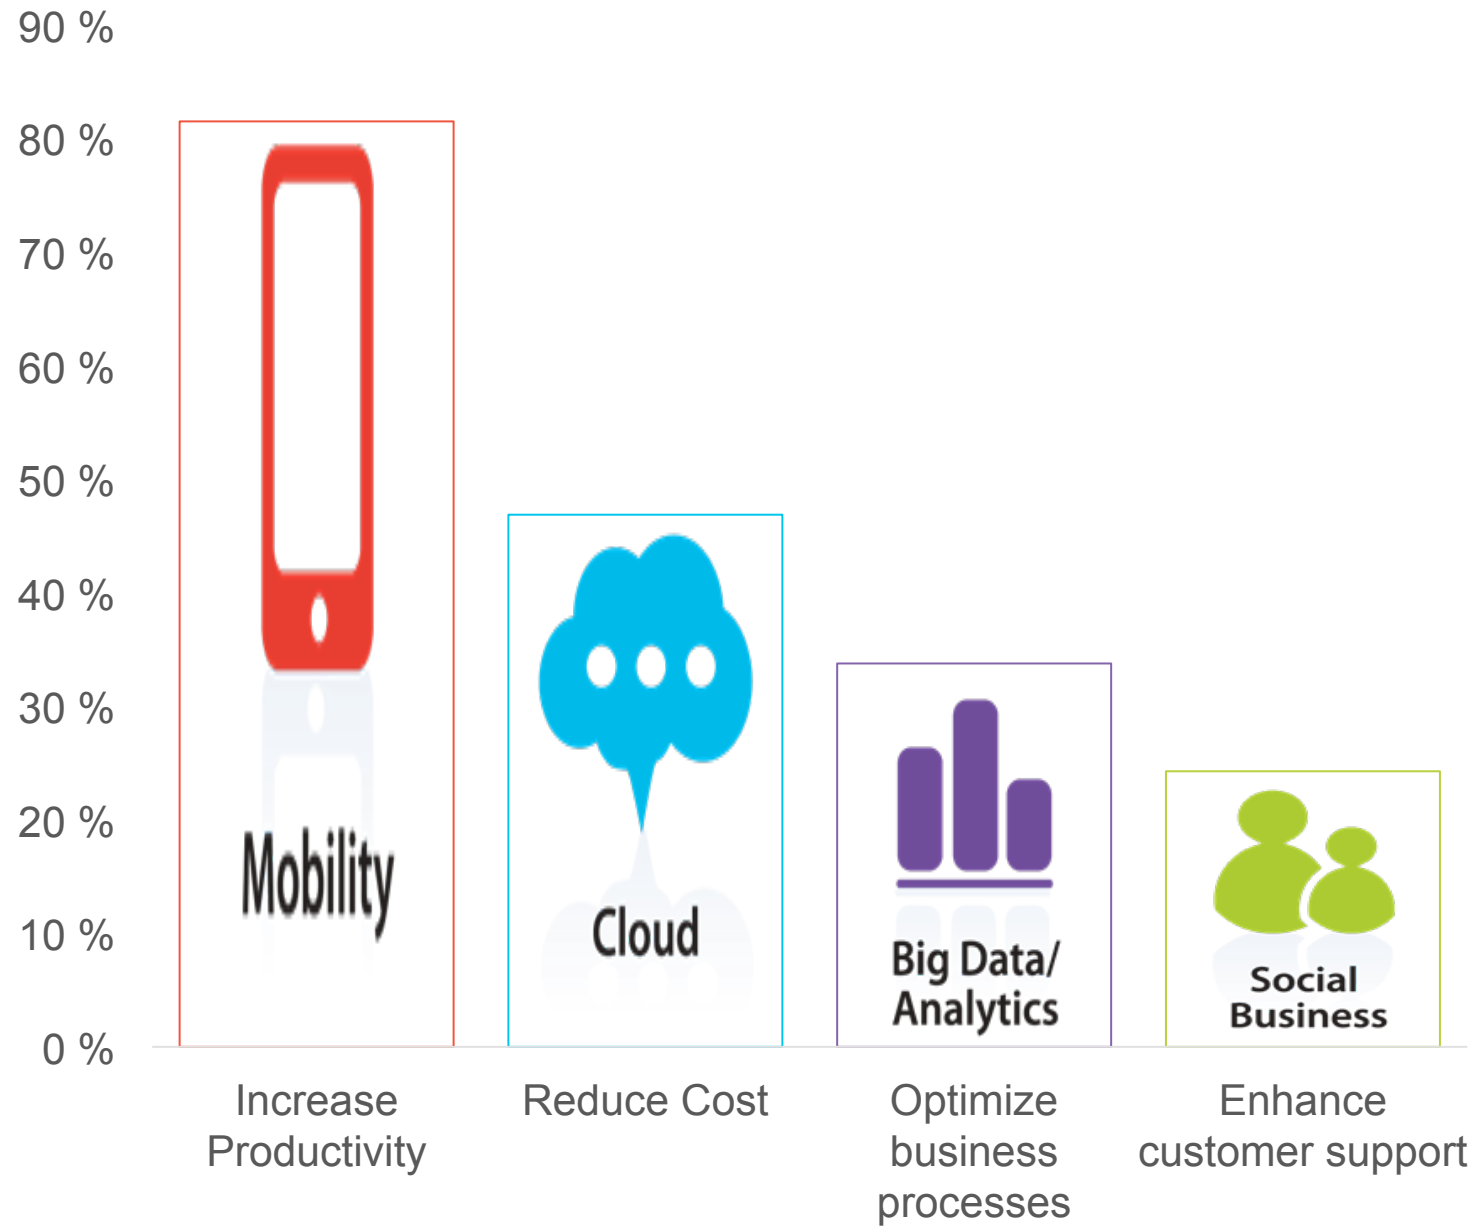 90 %
80 %
70 %
60 %
50 %
40 %
30 %
20 %
10 %
0 %
Mobility
Cloud
Big Data/
Analytics
Social
Business
Increase
Productivity
Reduce Cost
Optimize
business
processes
Enhance
customer support